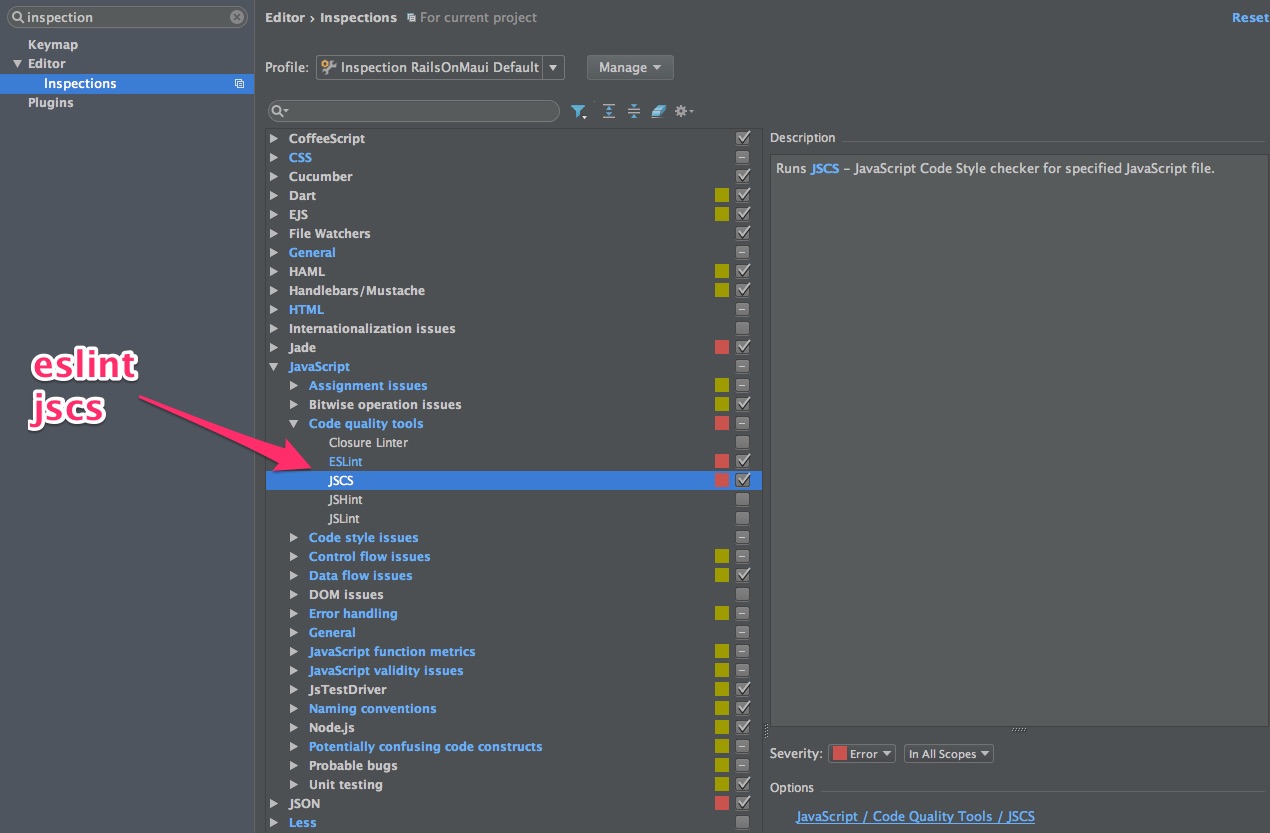 inspection
Keymap
Editor
Inspections
Plugins
Editor › Inspections For current project
Reset
Profile: Inspection RailsOnMaui Default Manage
CoffeeScript
CSS
Cucumber
Dart
EJS
File Watchers
General
HAML
Handlebars/Mustache
HTML
Internationalization issues
Jade
JavaScript
Assignment issues
Bitwise operation issues
Code quality tools
Closure Linter
ESLint
JSCS
JSHint
JSLint
Code style issues
Control flow issues
Data flow issues
DOM issues
Error handling
General
JavaScript function metrics
JavaScript validity issues
JsTestDriver
Naming conventions
Node.js
Potentially confusing code constructs
Probable bugs
Unit testing
JSON
Less
eslint
jscs
Description
Runs JSCS – JavaScript Code Style checker for specified JavaScript file.
Severity: Error In All Scopes
Options
JavaScript / Code Quality Tools / JSCS